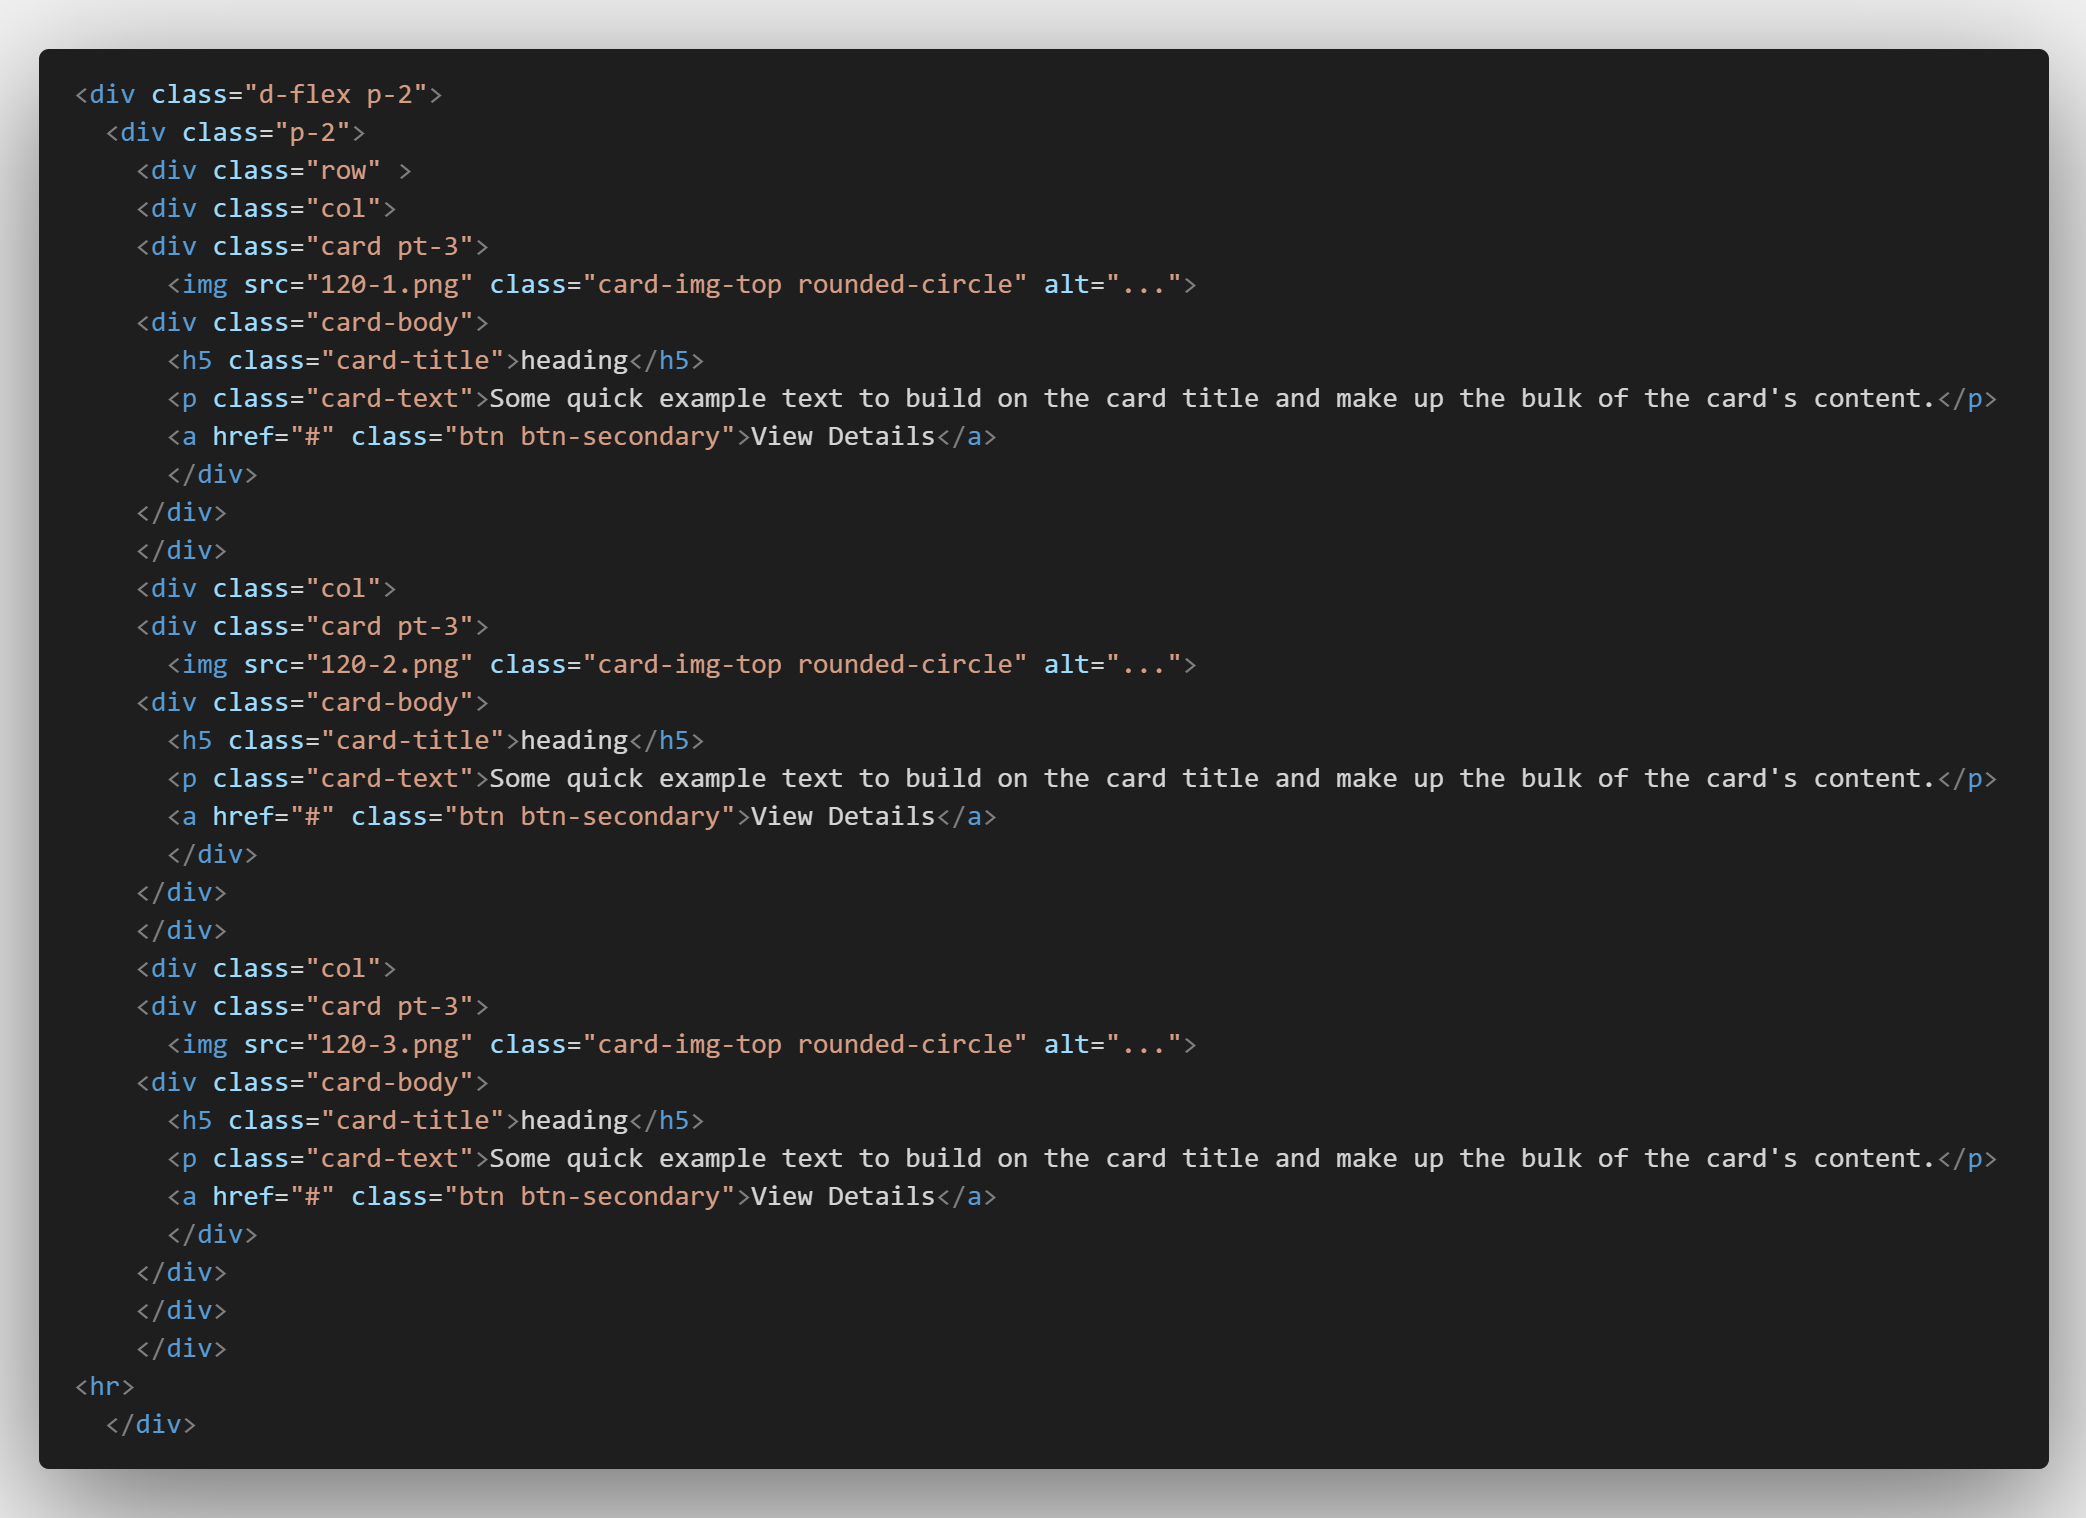 <div class="d-flex p-2">
  <div class="p-2">
    <div class="row" >
    <div class="col">
    <div class="card pt-3">
      <img src="120-1.png" class="card-img-top rounded-circle" alt="...">
    <div class="card-body">
      <h5 class="card-title">heading</h5>
      <p class="card-text">Some quick example text to build on the card title and make up the bulk of the card's content.</p>
      <a href="#" class="btn btn-secondary">View Details</a>
      </div>
    </div>
    </div>
    <div class="col">
    <div class="card pt-3">
      <img src="120-2.png" class="card-img-top rounded-circle" alt="...">
    <div class="card-body">
      <h5 class="card-title">heading</h5>
      <p class="card-text">Some quick example text to build on the card title and make up the bulk of the card's content.</p>
      <a href="#" class="btn btn-secondary">View Details</a>
      </div>
    </div>
    </div>
    <div class="col">
    <div class="card pt-3">
      <img src="120-3.png" class="card-img-top rounded-circle" alt="...">
    <div class="card-body">
      <h5 class="card-title">heading</h5>
      <p class="card-text">Some quick example text to build on the card title and make up the bulk of the card's content.</p>
      <a href="#" class="btn btn-secondary">View Details</a>
      </div>
    </div>
    </div>
    </div>
<hr>
  </div>